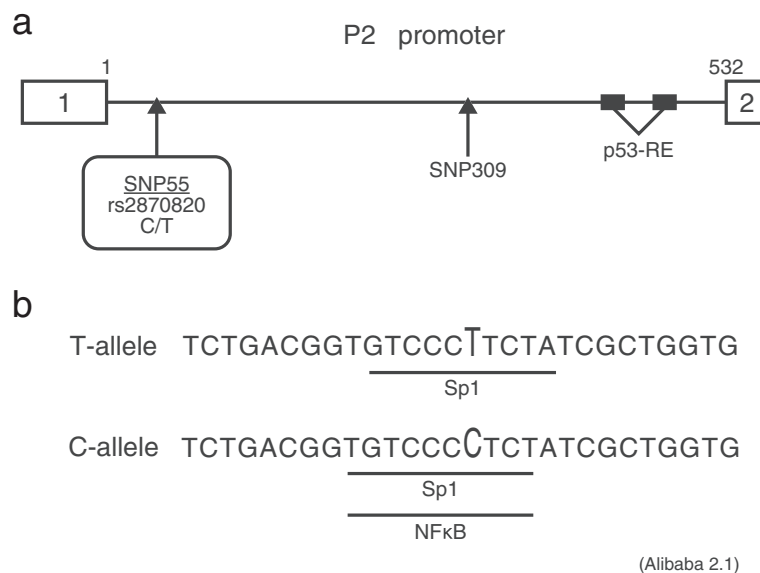 a
P2 promoter
1
532
1
2
SNP55
rs2870820
C/T
SNP309
p53-RE
b
T-allele TCTGACGGTGTCCCTTCTATCGCTGGTG
Sp1
C-allele TCTGACGGTGTCCCCTCTATCGCTGGTG
Sp1
NFκB
(Alibaba 2.1)